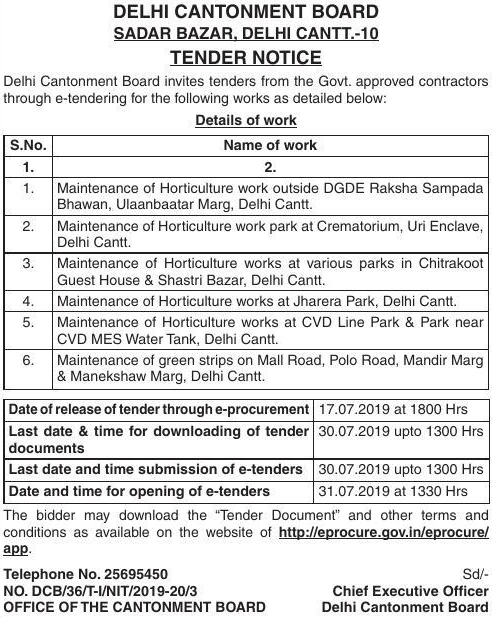 DELHI CANTONMENT BOARD
SADAR BAZAR, DELHI CANTT.-10
TENDER NOTICE
Delhi Cantonment Board invites tenders from the Govt. approved contractors
through e-tendering for the following works as detailed below:
Details of work
S.No. Name of work
1. 2.
1. Maintenance of Horticulture work outside DGDE Raksha Sampada
Bhawan, Ulaanbaatar Marg, Delhi Cantt.
2. Maintenance of Horticulture work park at Crematorium, Uri Enclave,
Delhi Cantt.
3. Maintenance of Horticulture works at various parks in Chitrakoot
Guest House & Shastri Bazar, Delhi Cantt.
4. Maintenance of Horticulture works at Jharera Park, Delhi Cantt.
5. Maintenance of Horticulture works at CVD Line Park & Park near
CVD MES Water Tank, Delhi Cantt.
6. Maintenance of green strips on Mall Road, Polo Road, Mandir Marg
& Manekshaw Marg, Delhi Cantt.
Date of release of tender through e-procurement 17.07.2019 at 1800 Hrs
Last date & time for downloading of tender 30.07.2019 upto 1300 Hrs
documents
Last date and time submission of e-tenders 30.07.2019 upto 1300 Hrs
Date and time for opening of e-tenders 31.07.2019 at 1330 Hrs
The bidder may download the “Tender Document” and other terms and
conditions as available on the website of http://eprocure.gov.in/eprocure/
app.
Telephone No. 25695450 Sd/-
NO. DCB/36/T-I/NIT/2019-20/3 Chief Executive Officer
OFFICE OF THE CANTONMENT BOARD Delhi Cantonment Board